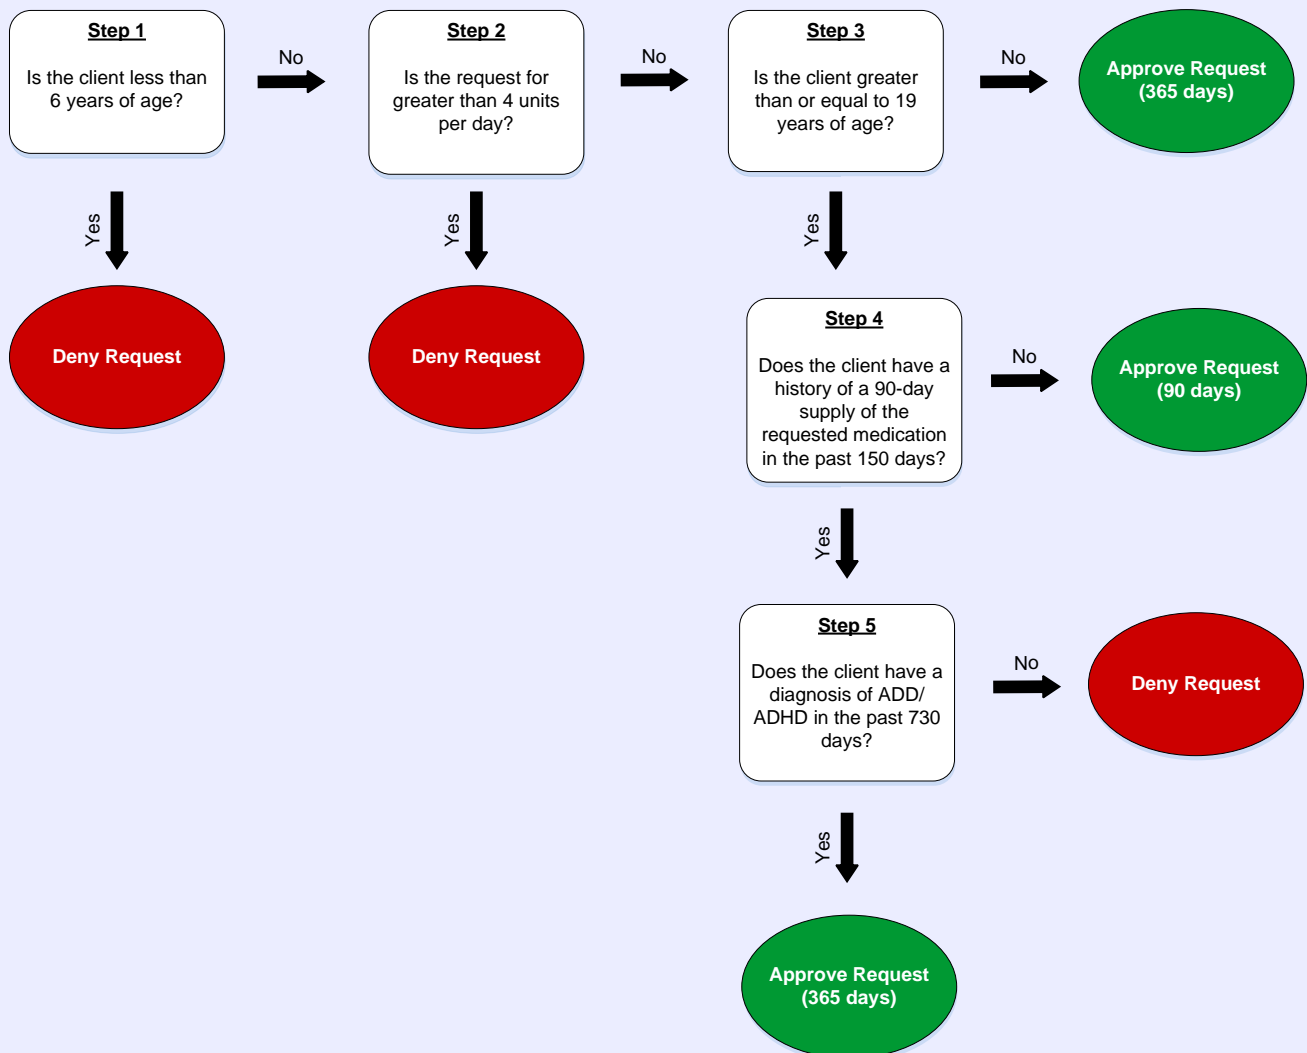 Step 1
Is the client less than
6 years of age?
No
Step 2
Is the request for
greater than 4 units
per day?
No
Step 3
Is the client greater
than or equal to 19
years of age?
No
Approve Request
(365 days)
Yes
Yes
Yes
Deny Request
Deny Request
Step 4
Does the client have a
history of a 90-day
supply of the
requested medication
in the past 150 days?
No
Approve Request
(90 days)
Yes
Step 5
Does the client have a
diagnosis of ADD/
ADHD in the past 730
days?
No
Deny Request
Yes
Approve Request
(365 days)